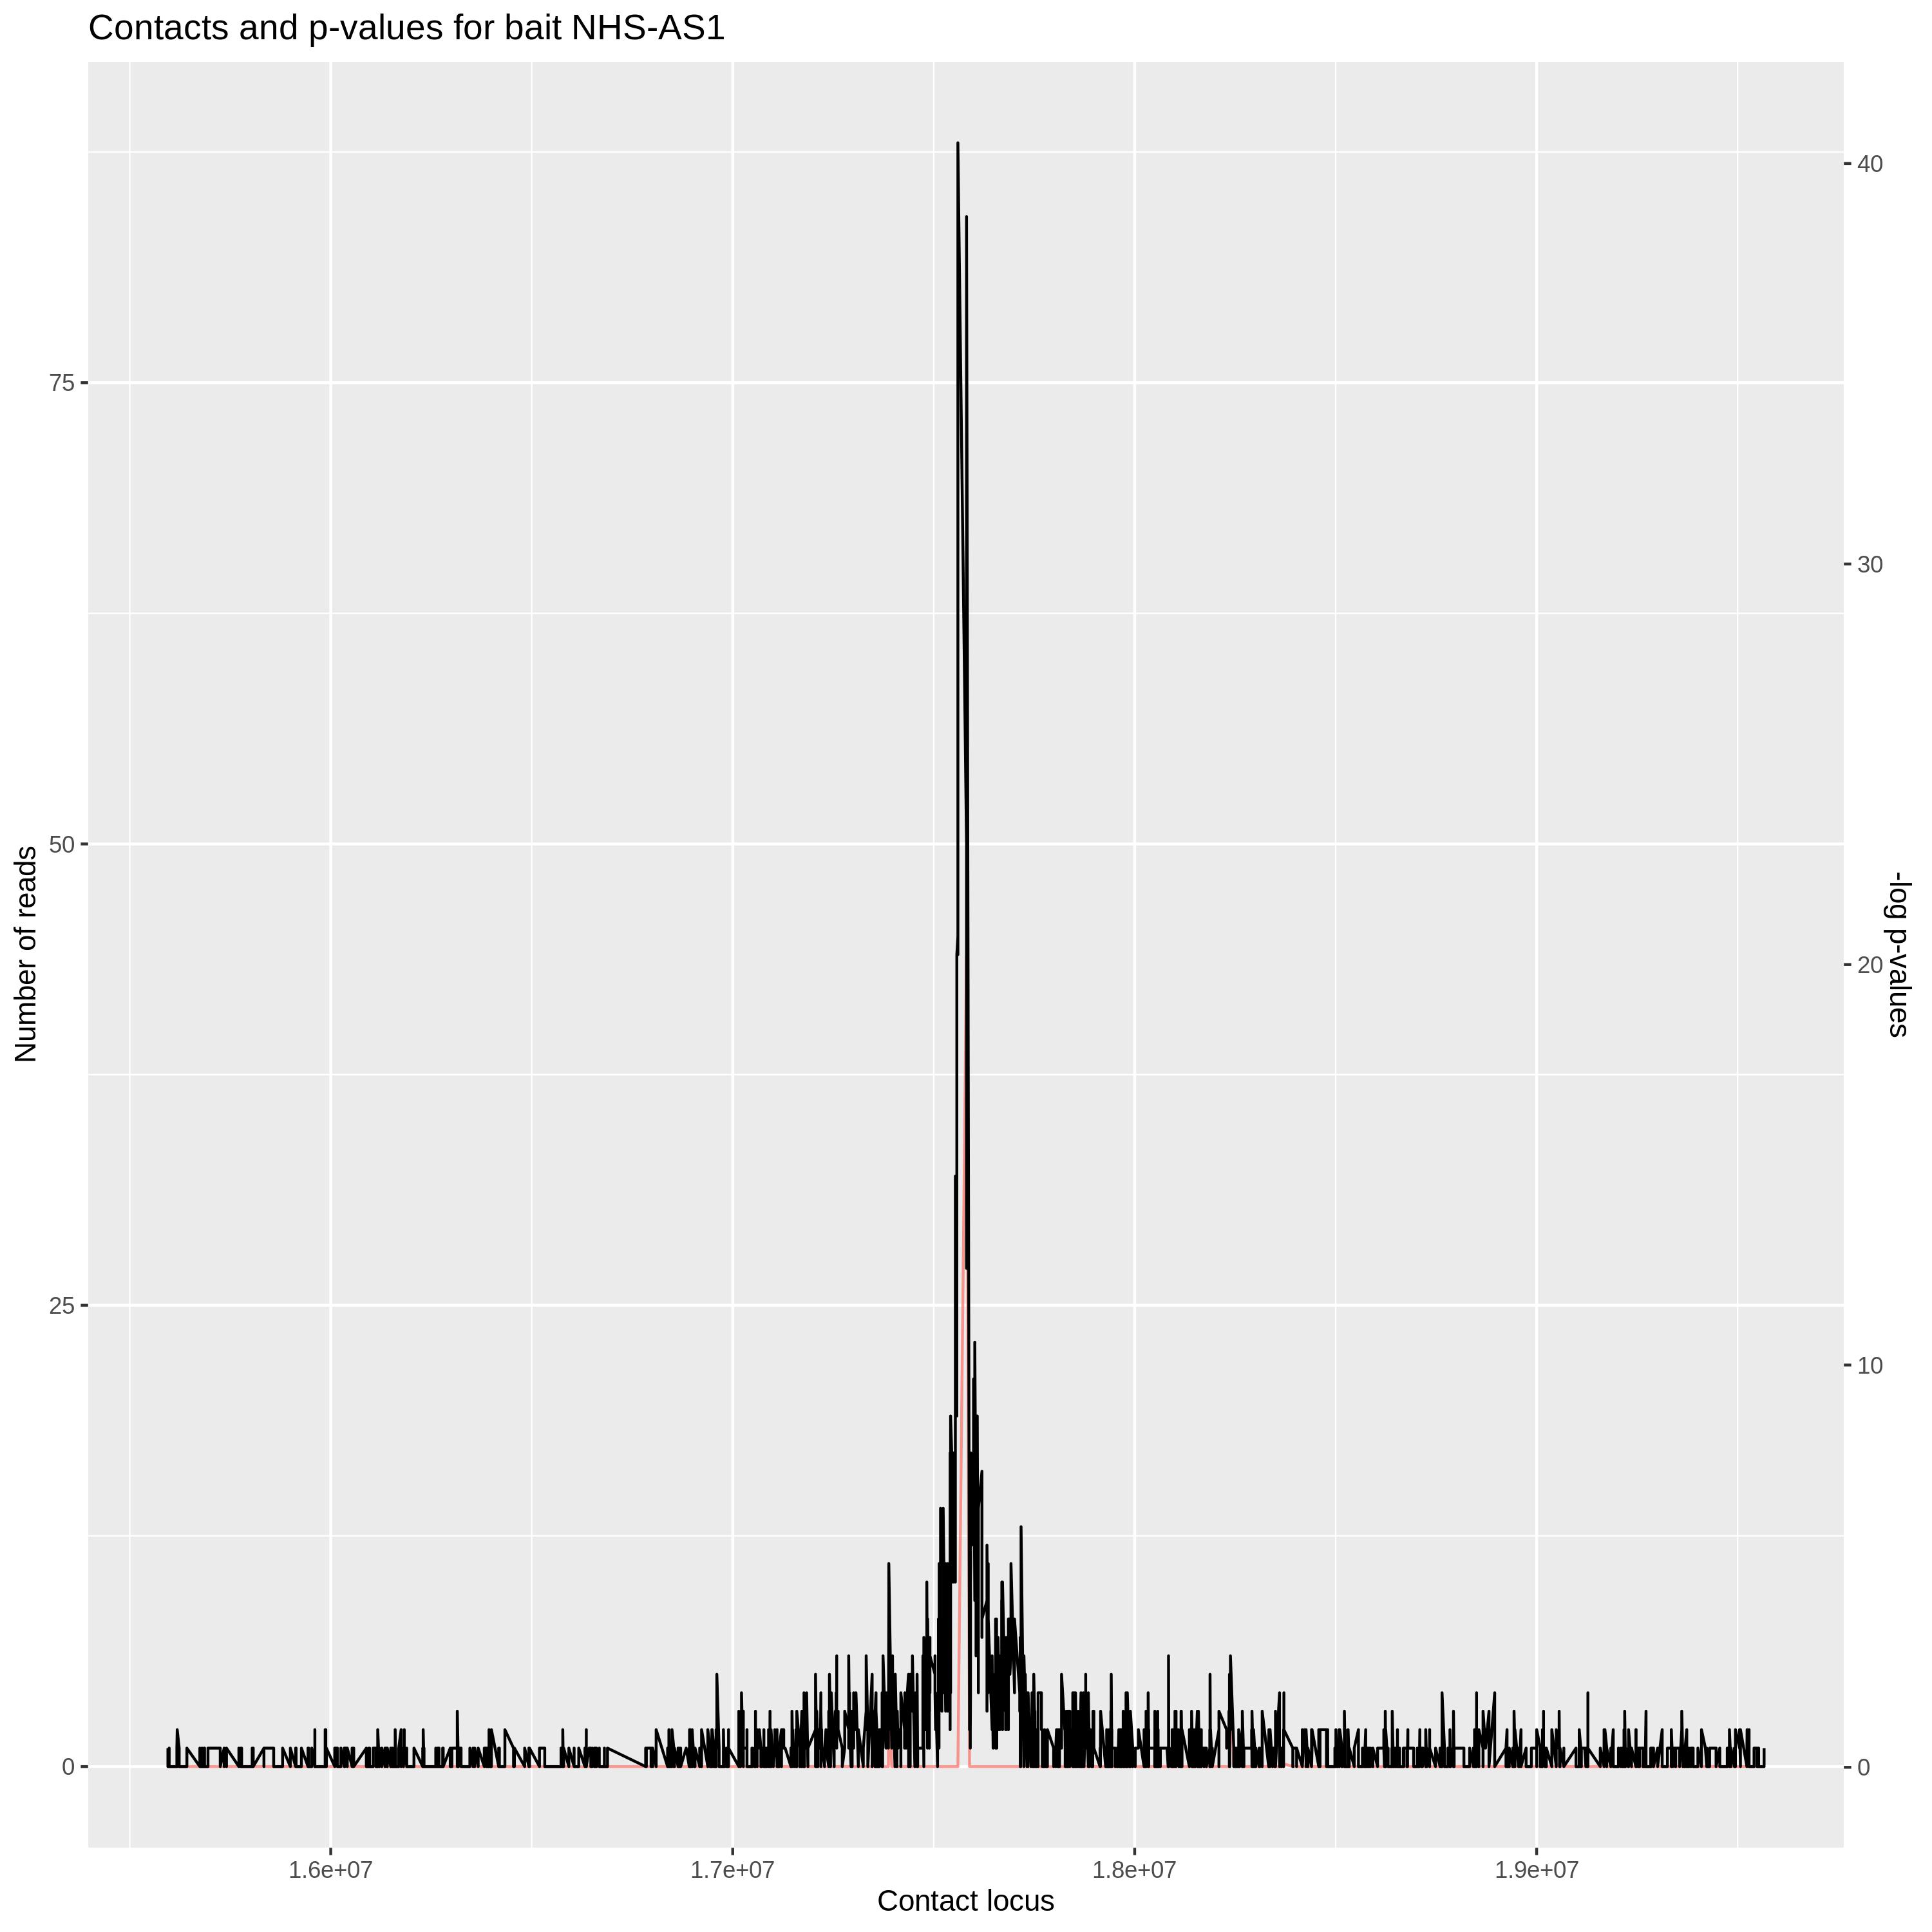 Contacts and p-values for bait NHS-AS1
Number of reads
75
50
25
0
40
30
20
10
0
-log p-values
1.6e+07
1.7e+07
1.8e+07
1.9e+07
Contact locus